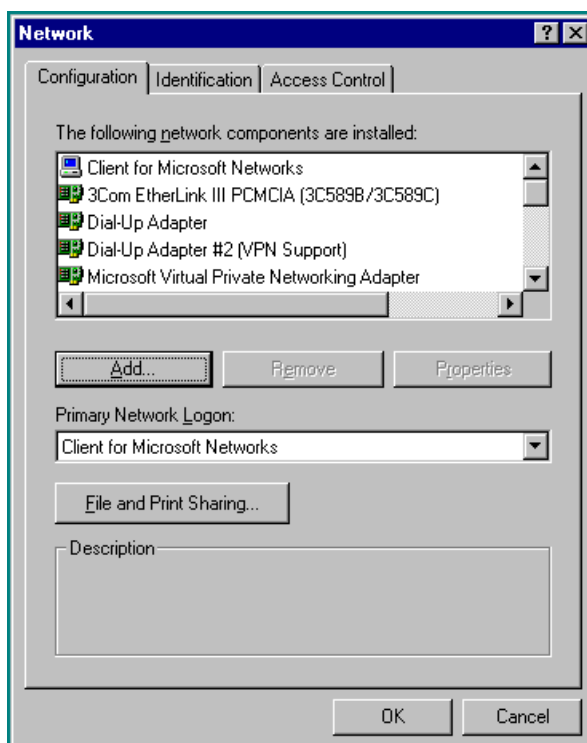 Network
Configuration Identification Access Control
The following network components are installed:
Client for Microsoft Networks
3Com EtherLink III PCMCIA (3C589B/3C589C)
Dial-Up Adapter
Dial-Up Adapter #2 (VPN Support)
Microsoft Virtual Private Networking Adapter
Add... Remove Properties
Primary Network Logon:
Client for Microsoft Networks
File and Print Sharing...
Description
OK Cancel